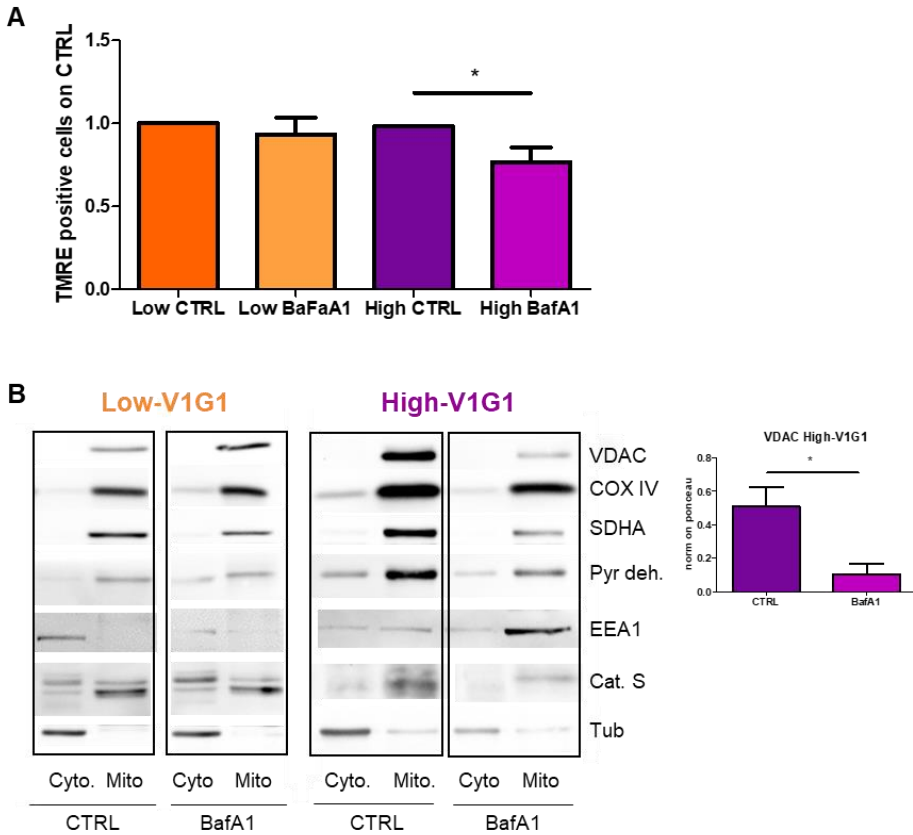 A
TMRE positive cells on CTRL
1.5
1.0
0.5
0.0
*
Low CTRL Low BaFaA1 High CTRL High BafA1
B
Low-V1G1 High-V1G1
VDAC
COX IV
SDHA
Pyr deh.
EEA1
Cat. S
Tub
Cyto. Mito Cyto Mito Cyto. Mito. Cyto Mito
CTRL BafA1 CTRL BafA1
VDAC High-V1G1
norm on ponceau
0.8
0.6
0.4
0.2
0.0
*
CTRL BafA1